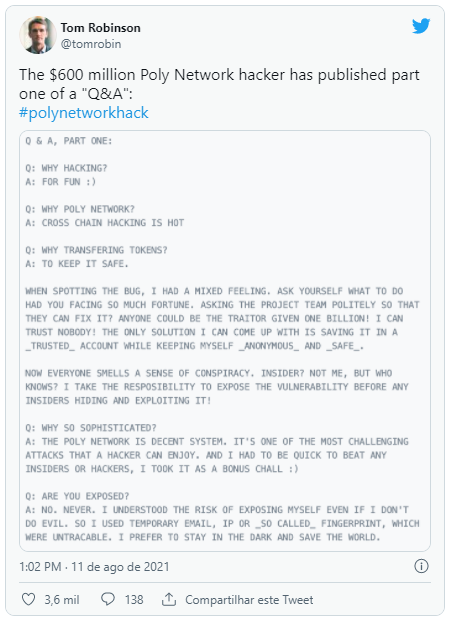 Tom Robinson
@tomrobin
The $600 million Poly Network hacker has published part
one of a "Q&A":
#polynetworkhack
Q & A, PART ONE:
Q: WHY HACKING?
A: FOR FUN :)
Q: WHY POLY NETWORK?
A: CROSS CHAIN HACKING IS HOT
Q: WHY TRANSFERING TOKENS?
A: TO KEEP IT SAFE.
WHEN SPOTTING THE BUG, I HAD A MIXED FEELING. ASK YOURSELF WHAT TO DO
HAD YOU FACING SO MUCH FORTUNE. ASKING THE PROJECT TEAM POLITELY SO THAT
THEY CAN FIX IT? ANYONE COULD BE THE TRAITOR GIVEN ONE BILLION! I CAN
TRUST NOBODY! THE ONLY SOLUTION I CAN COME UP WITH IS SAVING IT IN A
_TRUSTED_ ACCOUNT WHILE KEEPING MYSELF _ANONYMOUS_ AND _SAFE_.
NOW EVERYONE SMELLS A SENSE OF CONSPIRACY. INSIDER? NOT ME, BUT WHO
KNOWS? I TAKE THE RESPOSIBILITY TO EXPOSE THE VULNERABILITY BEFORE ANY
INSIDERS HIDING AND EXPLOITING IT!
Q: WHY SO SOPHISTICATED?
A: THE POLY NETWORK IS DECENT SYSTEM. IT'S ONE OF THE MOST CHALLENGING
ATTACKS THAT A HACKER CAN ENJOY. AND I HAD TO BE QUICK TO BEAT ANY
INSIDERS OR HACKERS, I TOOK IT AS A BONUS CHALL :)
Q: ARE YOU EXPOSED?
A: NO. NEVER. I UNDERSTOOD THE RISK OF EXPOSING MYSELF EVEN IF I DON'T
DO EVIL. SO I USED TEMPORARY EMAIL, IP OR _SO CALLED_ FINGERPRINT, WHICH
WERE UNTRACABLE. I PREFER TO STAY IN THE DARK AND SAVE THE WORLD.
1:02 PM · 11 de ago de 2021
3,6 mil 138 Compartilhar este Tweet